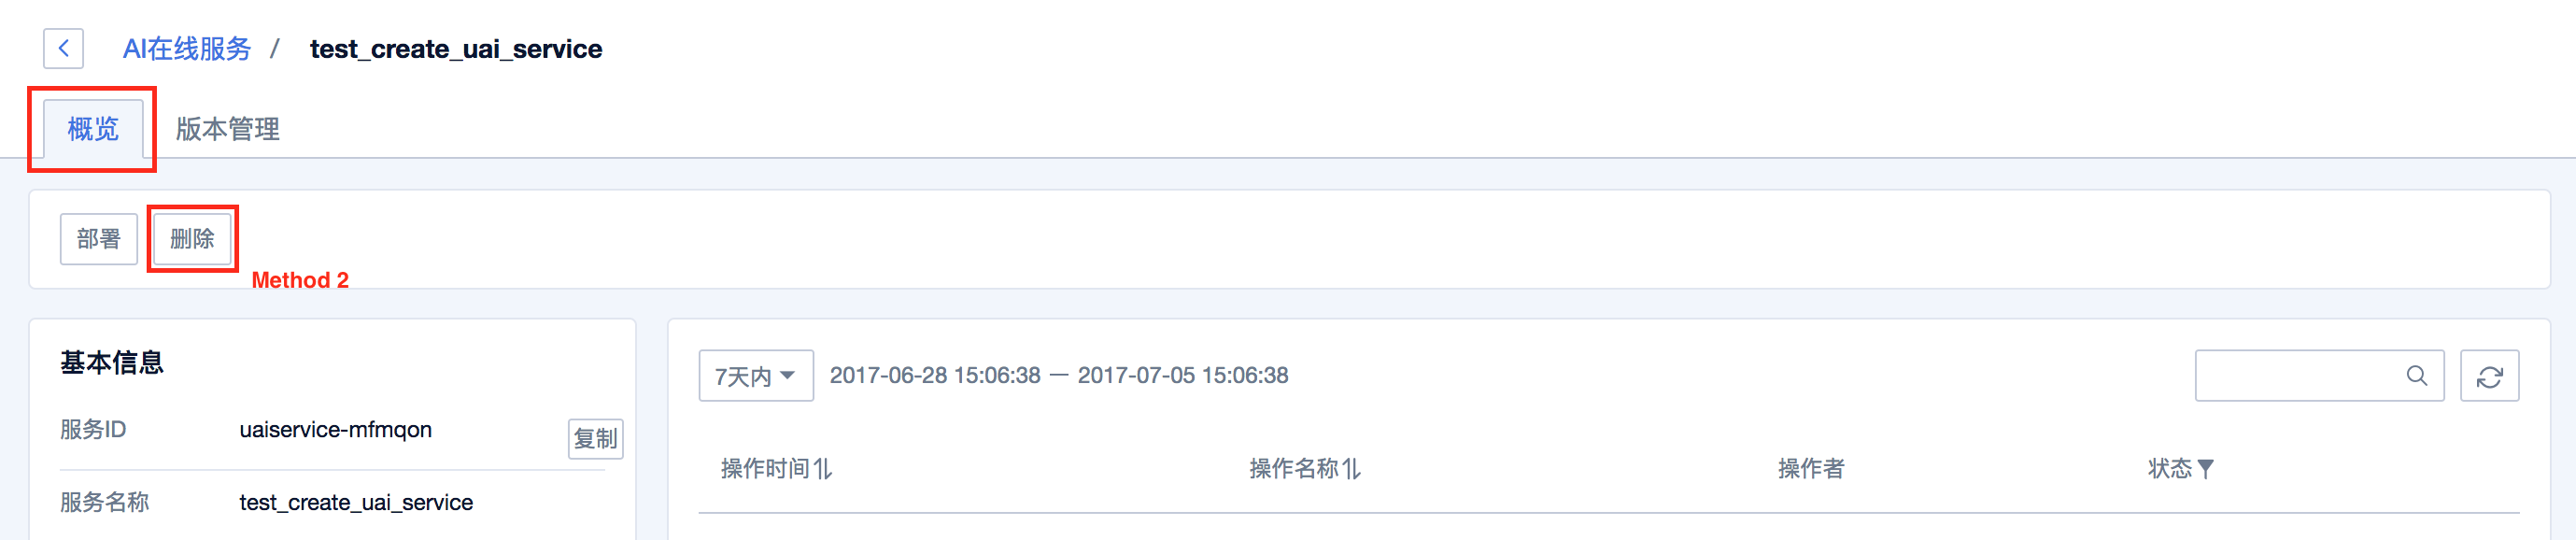 AI在线服务 / test_create_uai_service
概览 版本管理
部署 删除
Method 2
基本信息
服务ID uaiservice-mfmqon 复制
服务名称 test_create_uai_service
7天内 2017-06-28 15:06:38 — 2017-07-05 15:06:38
操作时间 操作名称 操作者 状态